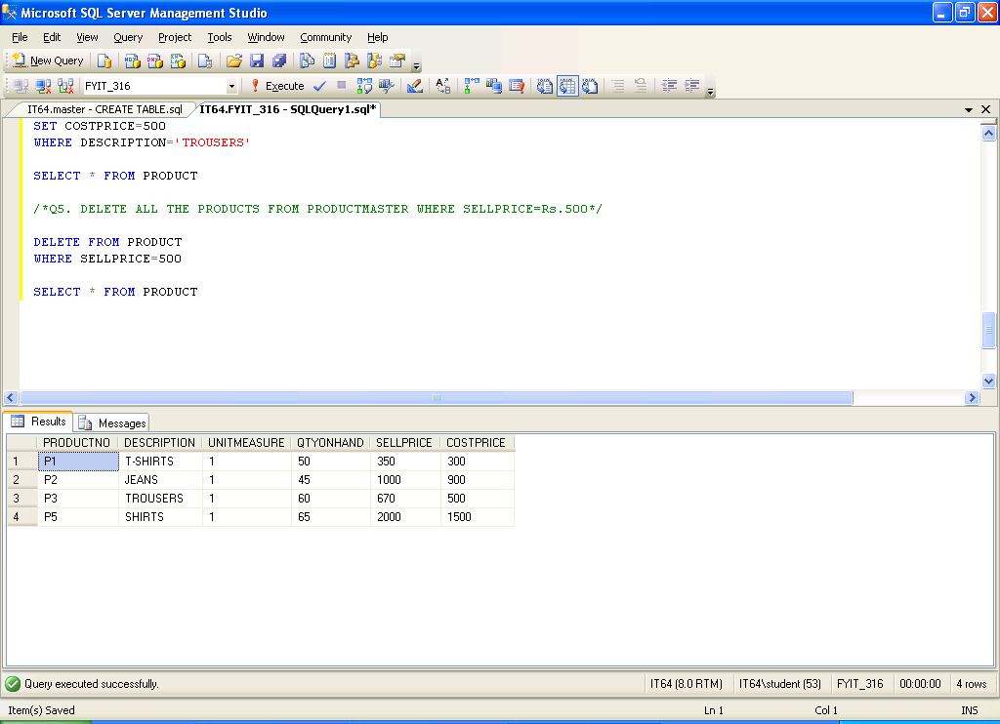 Microsoft SQL Server Management Studio
File Edit View Query Project Tools Window Community Help
New Query
FYIT_316 Execute
IT64.master - CREATE TABLE.sql IT64.FYIT_316 - SQLQuery1.sql*
SET COSTPRICE=500
WHERE DESCRIPTION='TROUSERS'
SELECT * FROM PRODUCT
/*Q5. DELETE ALL THE PRODUCTS FROM PRODUCTMASTER WHERE SELLPRICE=Rs.500*/
DELETE FROM PRODUCT
WHERE SELLPRICE=500
SELECT * FROM PRODUCT
Results Messages
PRODUCTNO DESCRIPTION UNITMEASURE QTYONHAND SELLPRICE COSTPRICE
1 P1 T-SHIRTS 1 50 350 300
2 P2 JEANS 1 45 1000 900
3 P3 TROUSERS 1 60 670 500
4 P5 SHIRTS 1 65 2000 1500
Query executed successfully. IT64 (8.0 RTM) IT64\student (53) FYIT_316 00:00:00 4 rows
Item(s) Saved Ln 1 Col 1 INS